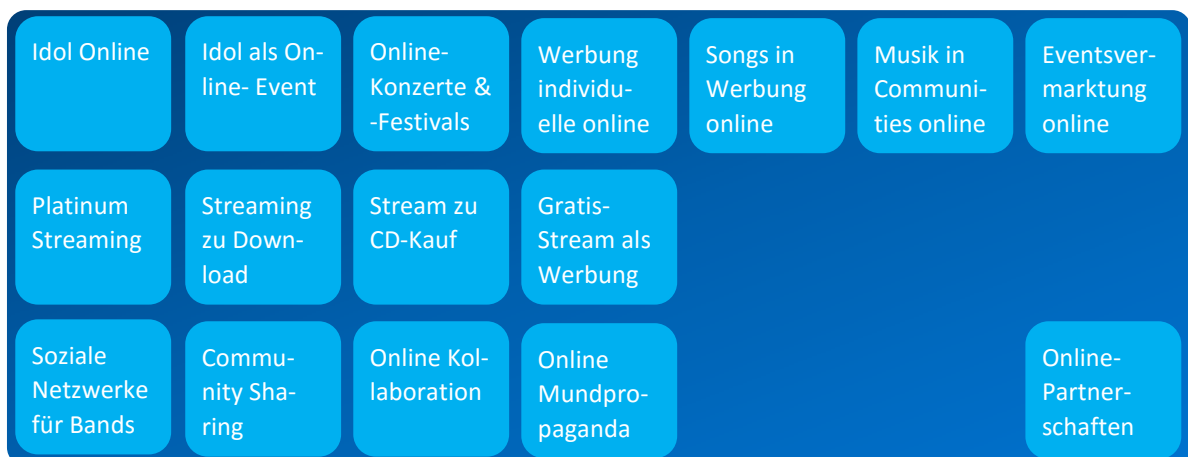 Idol Online
Idol als On-
line- Event
Online-
Konzerte &
-Festivals
Werbung
individu-
elle online
Songs in
Werbung
online
Musik in
Communi-
ties online
Eventsver-
marktung
online
Platinum
Streaming
Streaming
zu Down-
load
Stream zu
CD-Kauf
Gratis-
Stream als
Werbung
Soziale
Netzwerke
für Bands
Commu-
nity Sha-
ring
Online Kol-
laboration
Online
Mundpro-
paganda
Online-
Partner-
schaften